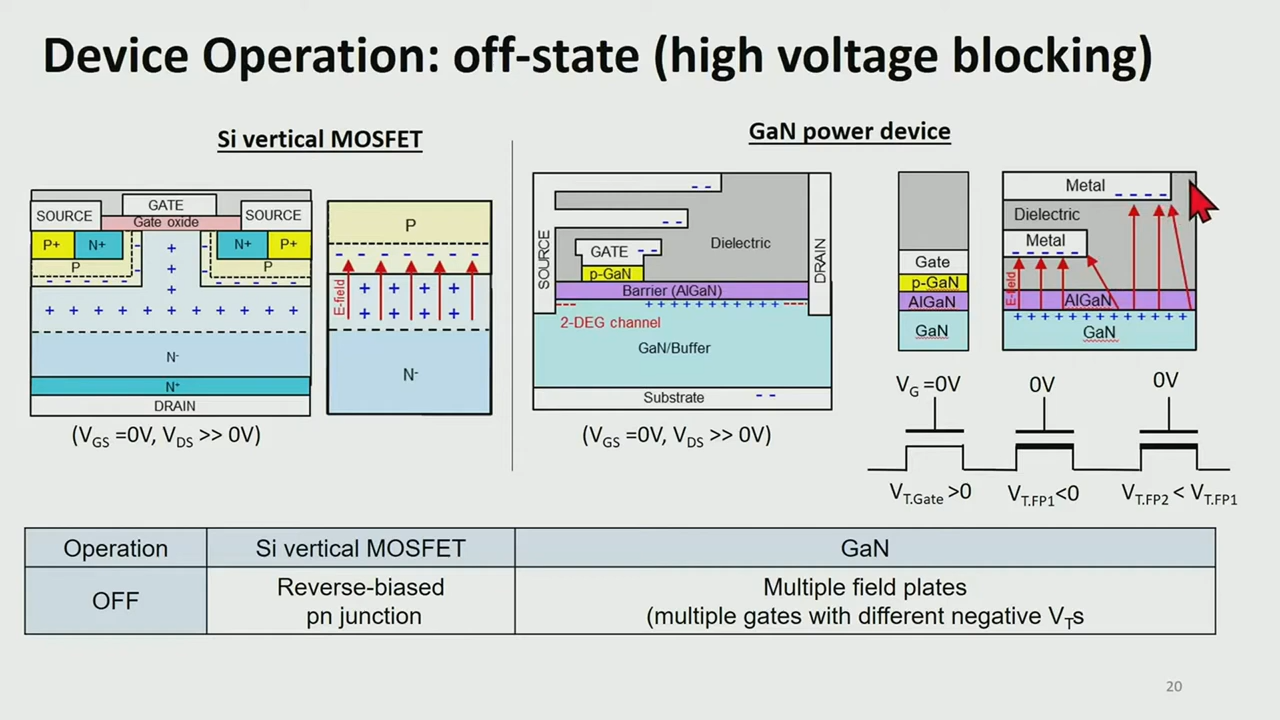 Device Operation: off-state (high voltage blocking)
Si vertical MOSFET
GATE
SOURCE
Gate oxide
SOURCE
P+
N+
N+
P+
P
P
N-
N+
DRAIN
(VGS =0V, VDS >> 0V)
P
E-field
N-
GaN power device
SOURCE
GATE
p-GaN
Dielectric
DRAIN
Barrier (AlGaN)
2-DEG channel
GaN/Buffer
Substrate
(VGS =0V, VDS >> 0V)
Gate
p-GaN
AlGaN
GaN
Metal
Dielectric
Metal
E-field
AlGaN
GaN
VG =0V
0V
0V
VT.Gate >0
VT.FP1<0
VT.FP2 < VT.FP1
Operation
Si vertical MOSFET
GaN
OFF
Reverse-biased
pn junction
Multiple field plates
(multiple gates with different negative VTs
20